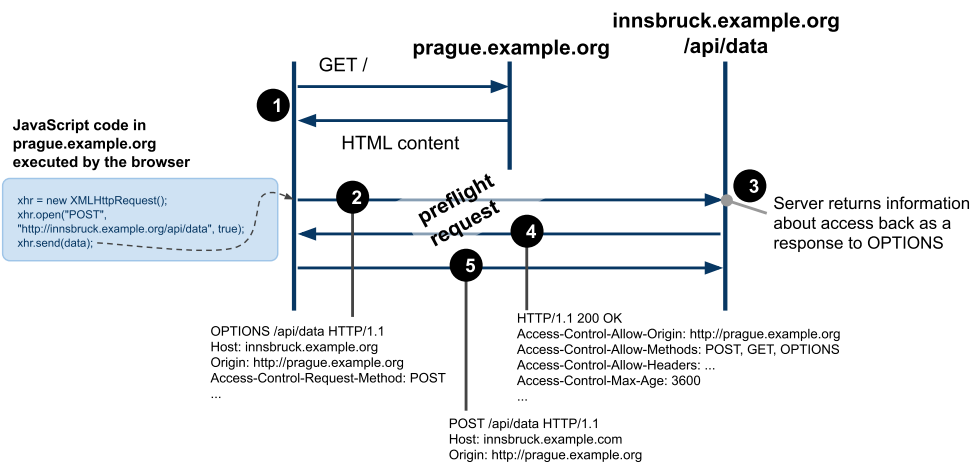 innsbruck.example.org
/api/data
prague.example.org
GET /
1
HTML content
JavaScript code in
prague.example.org
executed by the browser
xhr = new XMLHttpRequest();
xhr.open("POST",
"http://innsbruck.example.org/api/data", true);
xhr.send(data);
2
preflight
request
3
Server returns information
about access back as a
response to OPTIONS
4
5
OPTIONS /api/data HTTP/1.1
Host: innsbruck.example.org
Origin: http://prague.example.org
Access-Control-Request-Method: POST
...
HTTP/1.1 200 OK
Access-Control-Allow-Origin: http://prague.example.org
Access-Control-Allow-Methods: POST, GET, OPTIONS
Access-Control-Allow-Headers: ...
Access-Control-Max-Age: 3600
...
POST /api/data HTTP/1.1
Host: innsbruck.example.com
Origin: http://prague.example.org